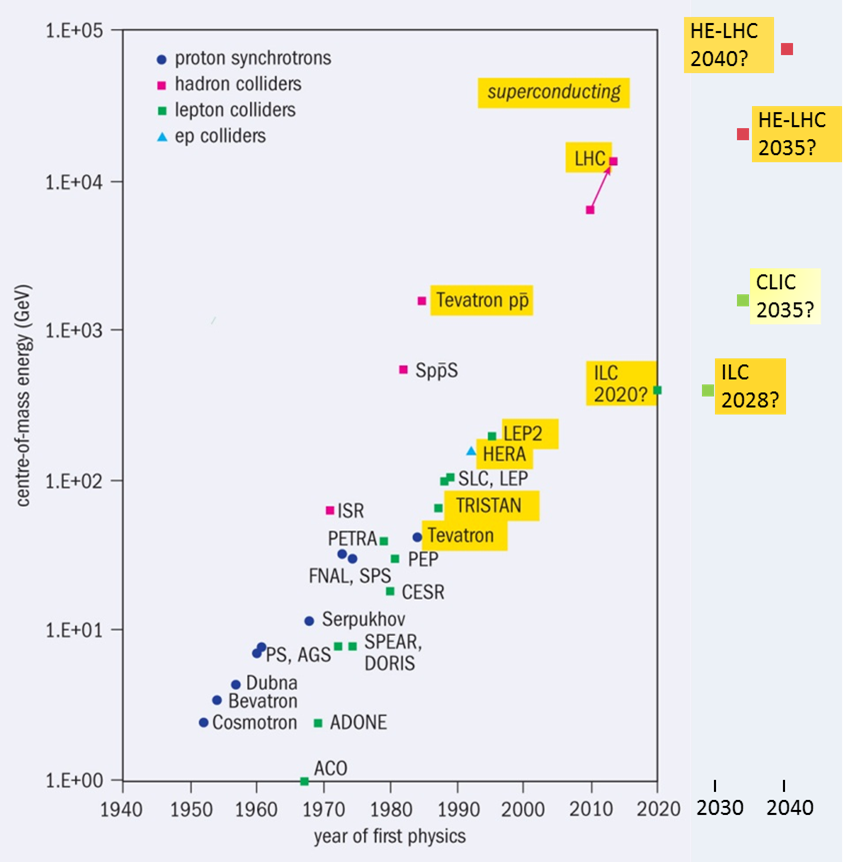 1.E+05
HE-LHC
2040?
proton synchrotrons
hadron colliders
lepton colliders
ep colliders
superconducting
HE-LHC
2035?
LHC
1.E+04
CLIC
2035?
Tevatron pp̄
1.E+03
Spp̄S
ILC
2020?
ILC
2028?
LEP2
HERA
1.E+02
SLC, LEP
TRISTAN
ISR
PETRA
Tevatron
PEP
FNAL, SPS
CESR
Serpukhov
1.E+01
PS, AGS
SPEAR,
DORIS
Dubna
Bevatron
Cosmotron
ADONE
ACO
1.E+00
centre-of-mass energy (GeV)
1940 1950 1960 1970 1980 1990 2000 2010 2020 2030 2040
year of first physics